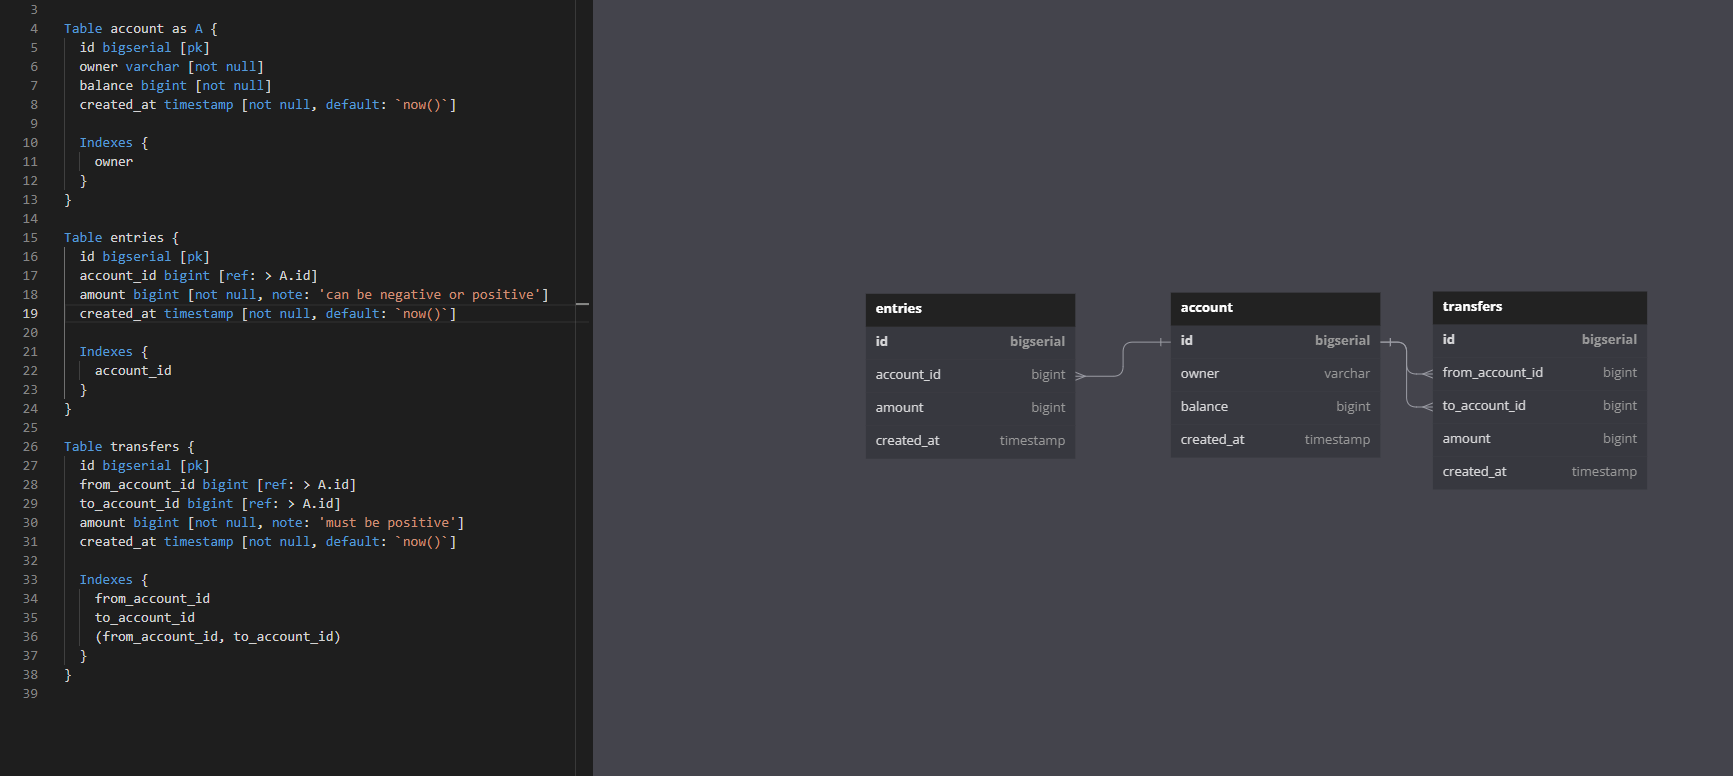 3
4 Table account as A {
5 id bigserial [pk]
6 owner varchar [not null]
7 balance bigint [not null]
8 created_at timestamp [not null, default: `now()`]
9
10 Indexes {
11 owner
12 }
13 }
14
15 Table entries {
16 id bigserial [pk]
17 account_id bigint [ref: > A.id]
18 amount bigint [not null, note: 'can be negative or positive']
19 created_at timestamp [not null, default: `now()`]
20
21 Indexes {
22 account_id
23 }
24 }
25
26 Table transfers {
27 id bigserial [pk]
28 from_account_id bigint [ref: > A.id]
29 to_account_id bigint [ref: > A.id]
30 amount bigint [not null, note: 'must be positive']
31 created_at timestamp [not null, default: `now()`]
32
33 Indexes {
34 from_account_id
35 to_account_id
36 (from_account_id, to_account_id)
37 }
38 }
39
entries
id bigserial
account_id bigint
amount bigint
created_at timestamp
account
id bigserial
owner varchar
balance bigint
created_at timestamp
transfers
id bigserial
from_account_id bigint
to_account_id bigint
amount bigint
created_at timestamp